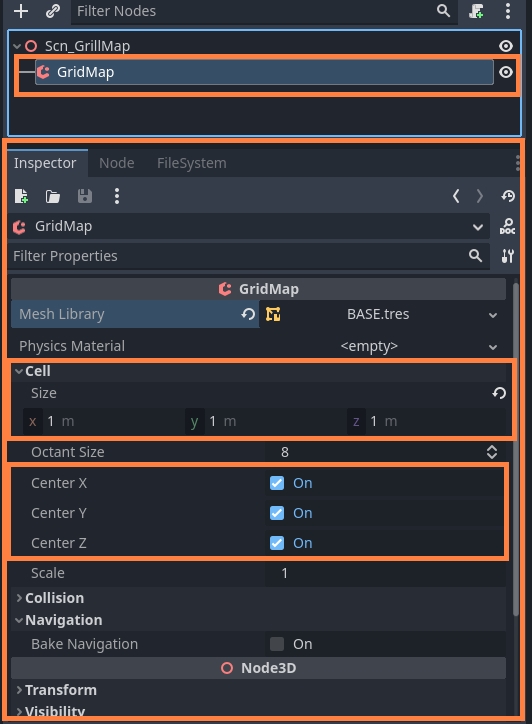 Filter Nodes
Scn_GrillMap
GridMap
Inspector Node FileSystem
GridMap
DOC
Filter Properties
GridMap
Mesh Library BASE.tres
Physics Material <empty>
Cell
Size
x 1 m y 1 m z 1 m
Octant Size 8
Center X On
Center Y On
Center Z On
Scale 1
Collision
Navigation
Bake Navigation On
Node3D
Transform
Visibility